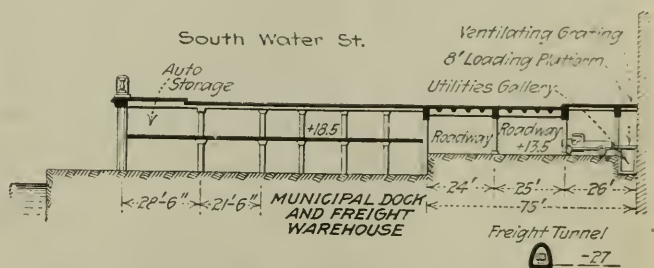 South Water St.
Ventilating Grating
8' Loading Platform
Utilities Gallery
Auto
Storage
+18.5
Roadway
Roadway
+13.5
28'-6"
21'-6"
24'
25'
26'
75'
MUNICIPAL DOCK
AND FREIGHT
WAREHOUSE
Freight Tunnel
-27